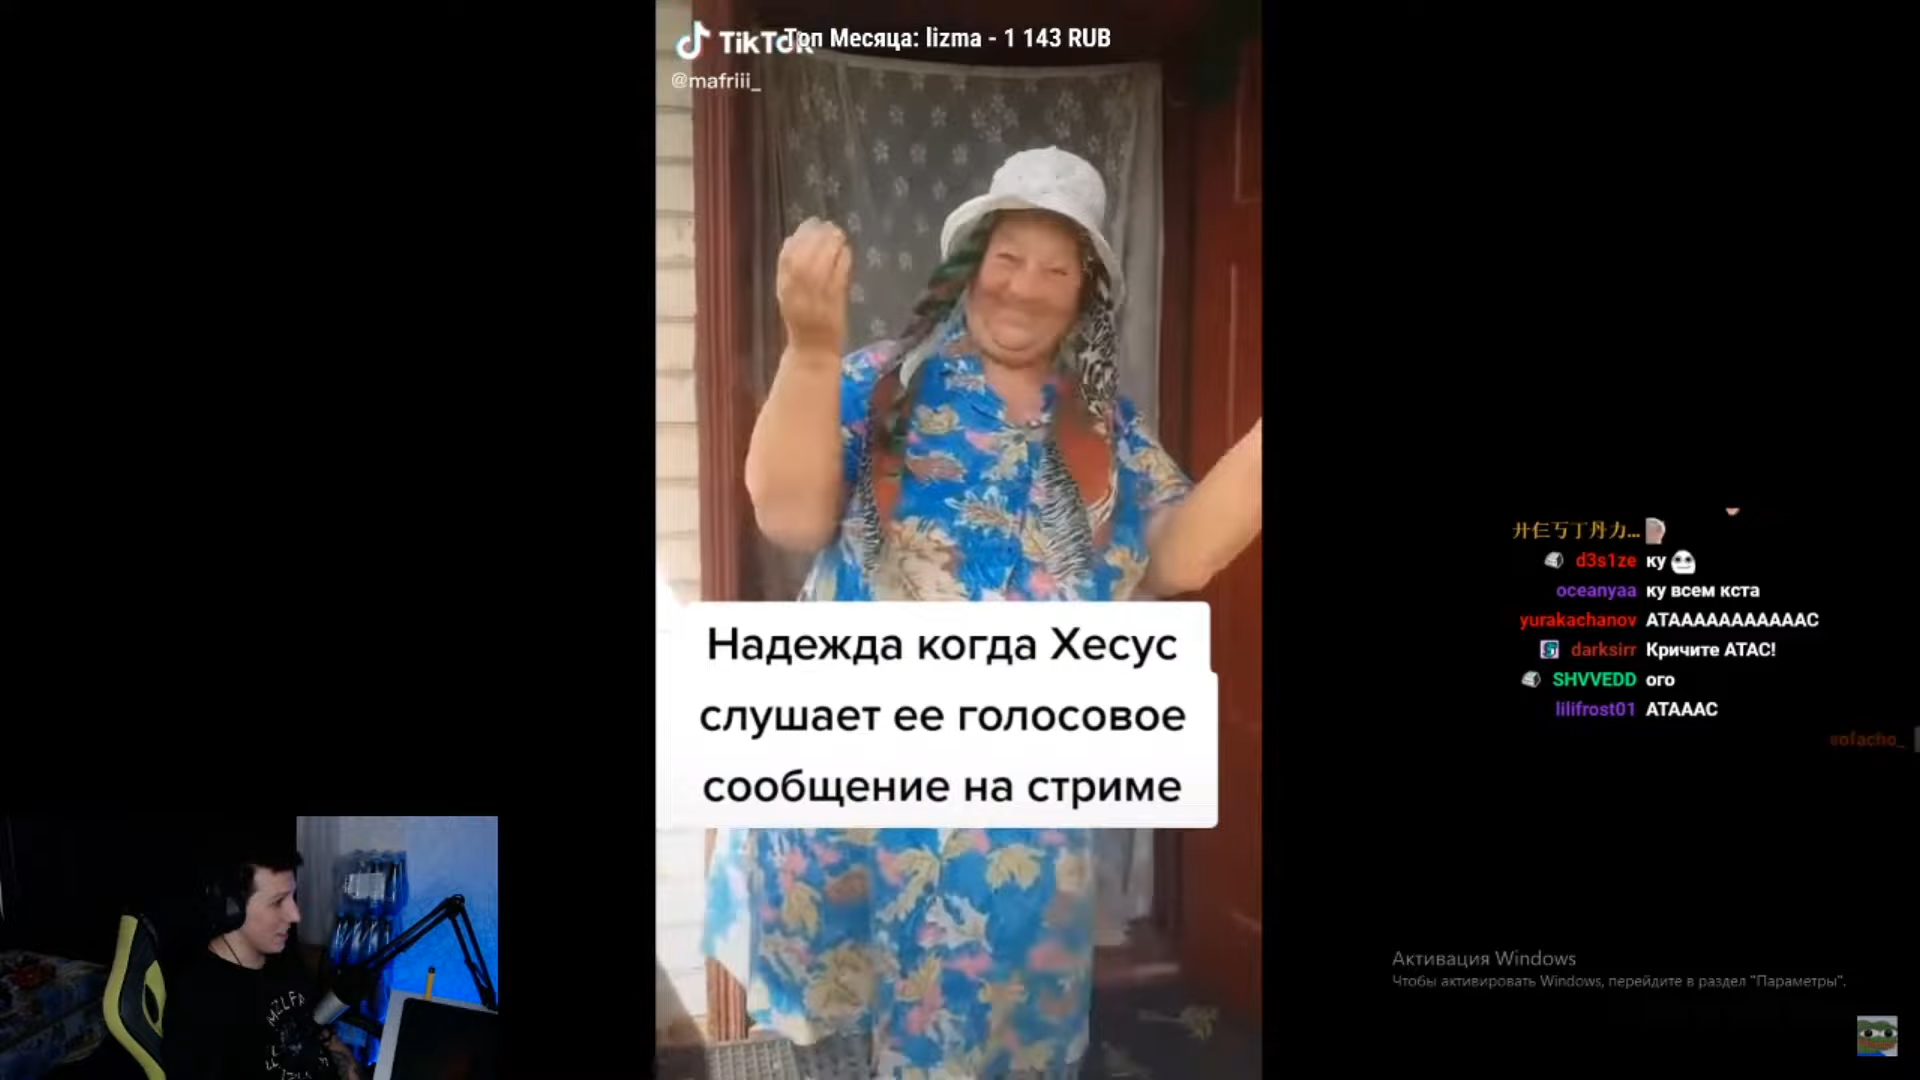 TikTok
Топ Месяца: lizma - 1 143 RUB
@mafriii_
Надежда когда Хесус
слушает ее голосовое
сообщение на стриме
d3s1ze ку
oceanyaa ку всем кста
yurakachanov АТАААААААААААС
darksirr Кричите АТАС!
SHVVEDD ого
lilifrost01 АТАААС
Активация Windows
Чтобы активировать Windows, перейдите в раздел "Параметры".